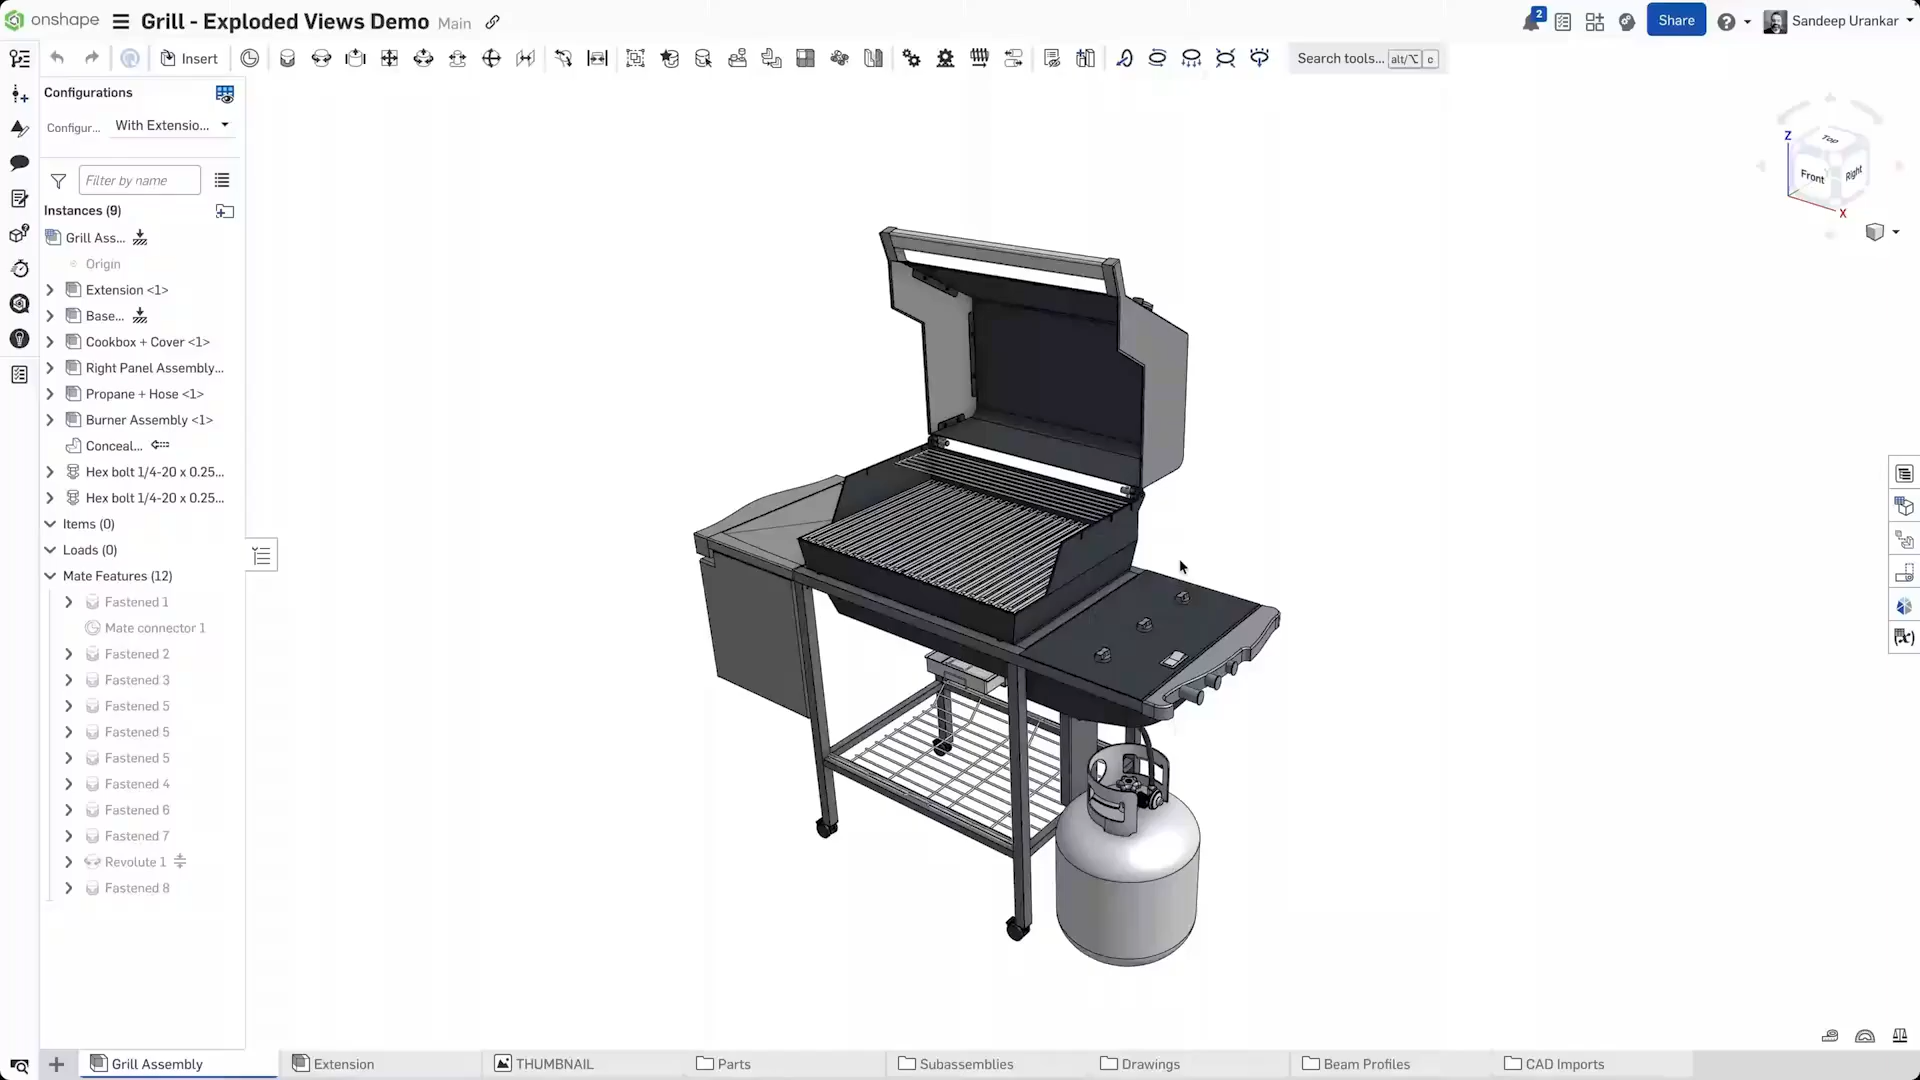 onshape Grill - Exploded Views Demo Main 2 Share Sandeep Urankar
Insert Search tools... alt/⌥ c
Configurations
Configur... With Extensio...
Filter by name
Instances (9)
Grill Ass...
Origin
Extension <1>
Base...
Cookbox + Cover <1>
Right Panel Assembly...
Propane + Hose <1>
Burner Assembly <1>
Conceal...
Hex bolt 1/4-20 x 0.25...
Hex bolt 1/4-20 x 0.25...
Items (0)
Loads (0)
Mate Features (12)
Fastened 1
Mate connector 1
Fastened 2
Fastened 3
Fastened 5
Fastened 5
Fastened 5
Fastened 4
Fastened 6
Fastened 7
Revolute 1
Fastened 8
Z
Top
Front Right
X
(x)
Grill Assembly Extension THUMBNAIL Parts Subassemblies Drawings Beam Profiles CAD Imports